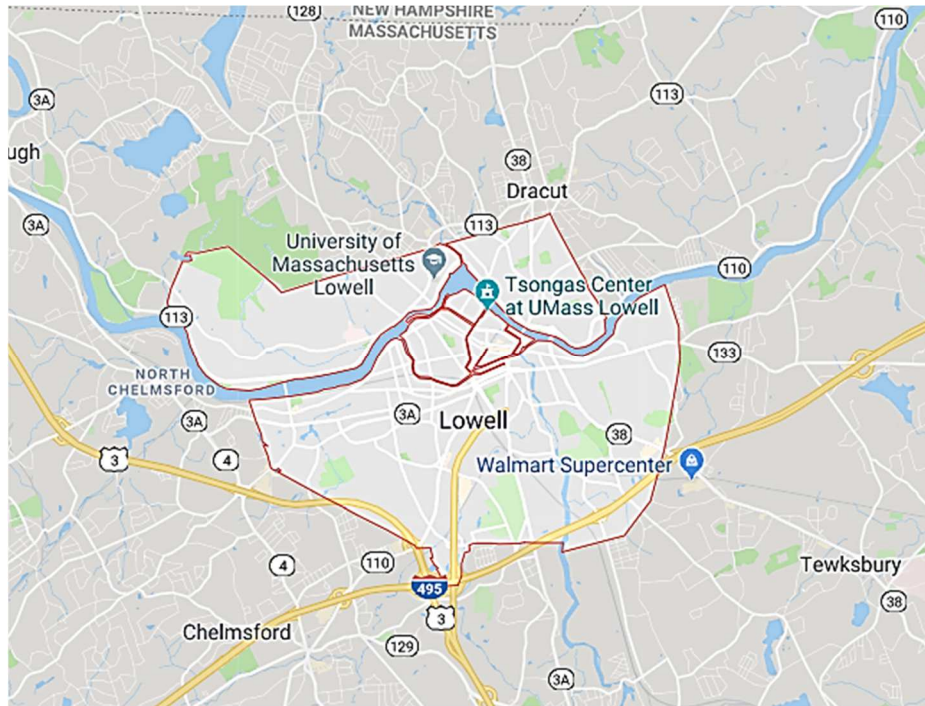 128
NEW HAMPSHIRE
MASSACHUSETTS
110
3A
113
ugh
38
Dracut
3A
113
University of
Massachusetts
Lowell
110
Tsongas Center
at UMass Lowell
113
133
NORTH
CHELMSFORD
3A
3A
Lowell
38
3
4
Walmart Supercenter
4
110
495
Tewksbury
3
38
Chelmsford
129
3A